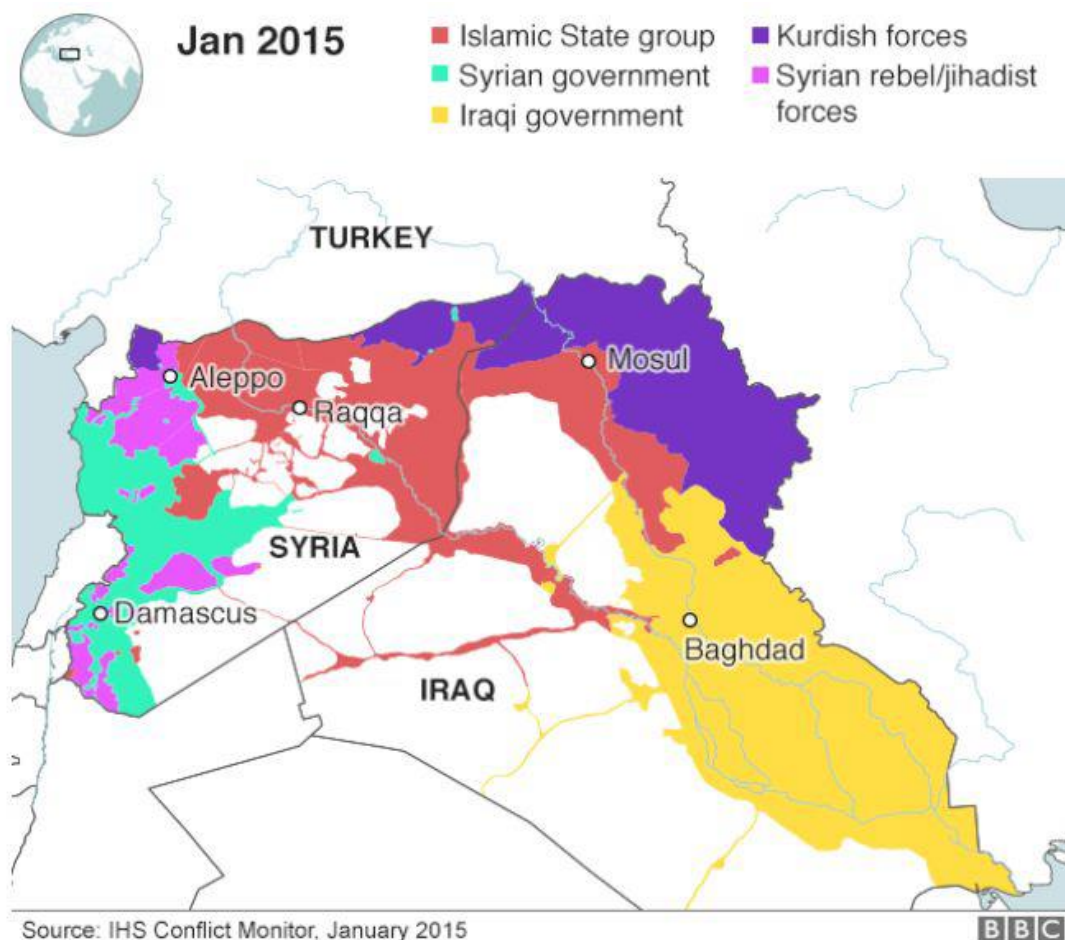 Jan 2015
Islamic State group
Syrian government
Iraqi government
Kurdish forces
Syrian rebel/jihadist
forces
TURKEY
Mosul
Aleppo
Raqqa
SYRIA
Damascus
Baghdad
IRAQ
Source: IHS Conflict Monitor, January 2015
BBC